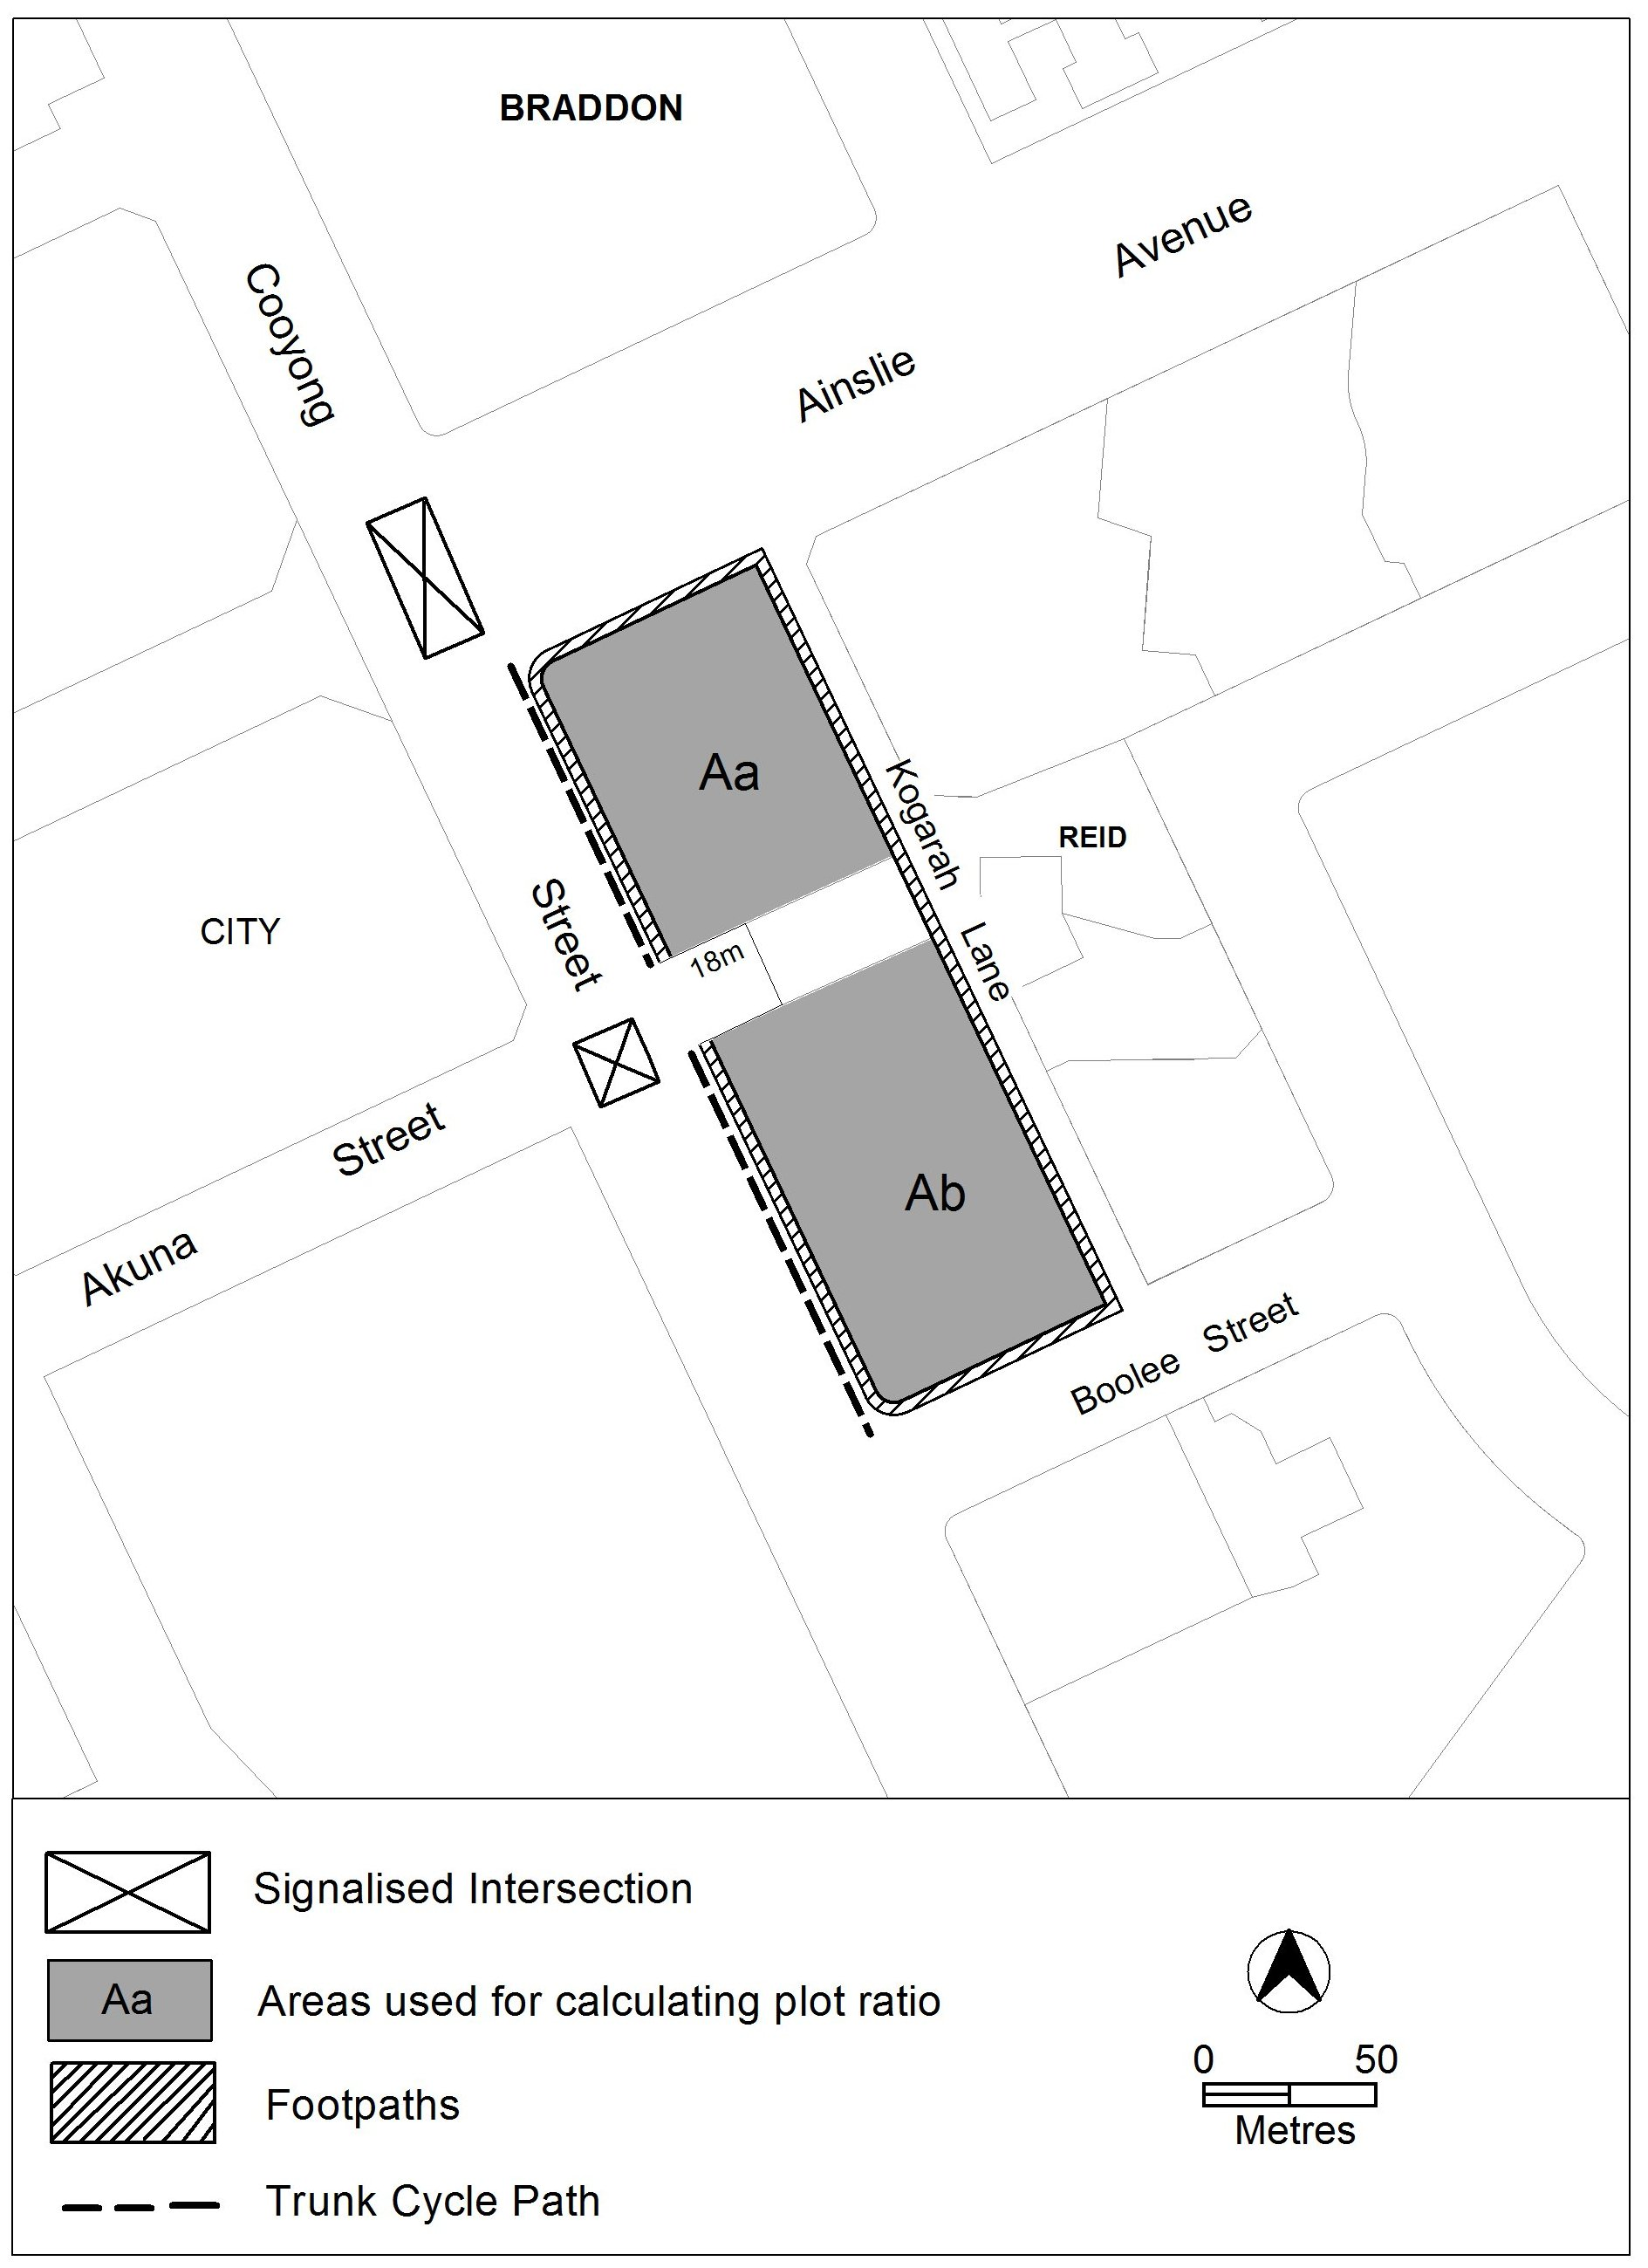 BRADDON
Avenue
Cooyong
Ainslie
Aa
Kogarah
REID
Street
CITY
Lane
18m
Street
Ab
Akuna
Boolee Street
Signalised Intersection
Aa
Areas used for calculating plot ratio
0 50
Metres
Footpaths
Trunk Cycle Path